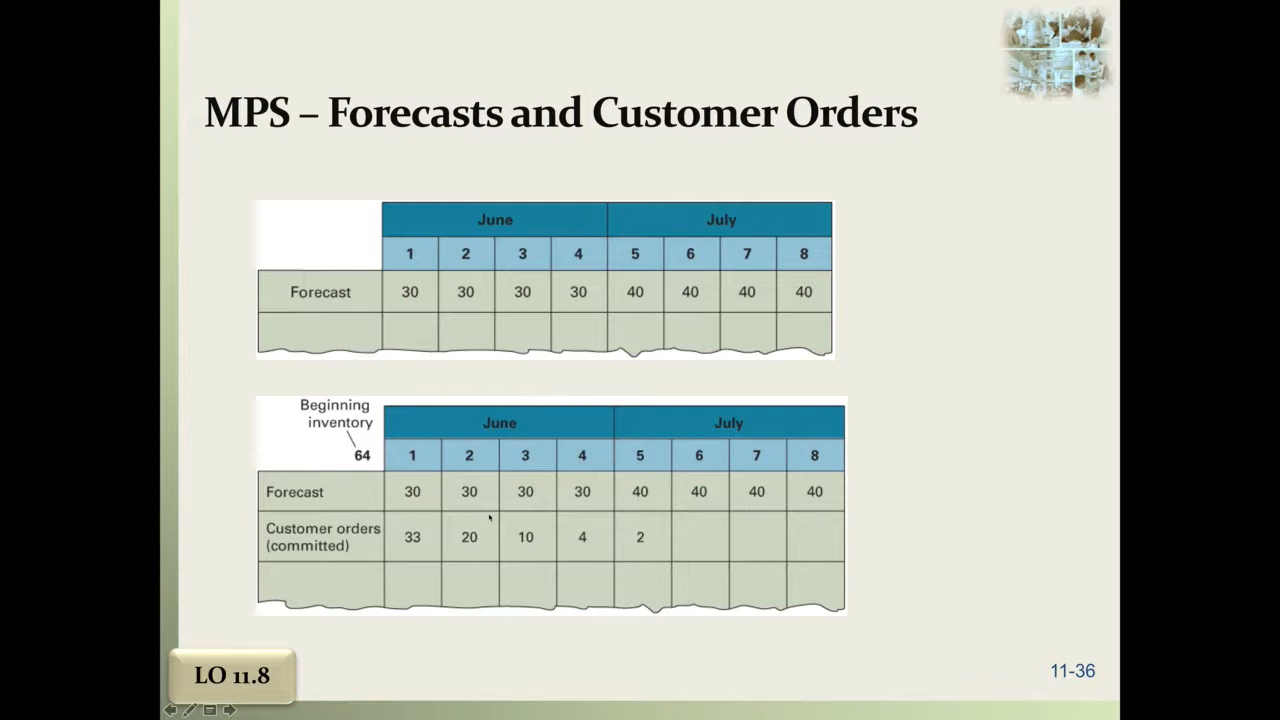 MPS – Forecasts and Customer Orders
June July
1 2 3 4 5 6 7 8
Forecast 30 30 30 30 40 40 40 40
Beginning
inventory
June July
64 1 2 3 4 5 6 7 8
Forecast 30 30 30 30 40 40 40 40
Customer orders
(committed) 33 20 10 4 2
LO 11.8
11-36